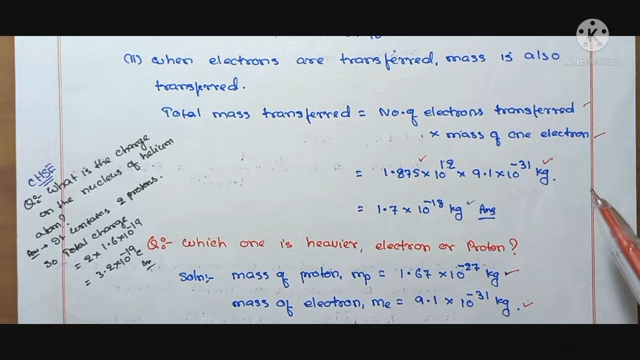 (ii) when electrons are transferred, mass is also
transferred.
Total mass transferred = No. of electrons transferred
× mass of one electron
= 1.875 × 10^12 × 9.1 × 10^-31 kg.
= 1.7 × 10^-18 kg Ans
CHSE
Q:- what is the charge
on the nucleus of helium
atom?
Ans → It contains 2 protons.
So Total charge
= 2 × 1.6 × 10^-19
= 3.2 × 10^-19 C
Q:- which one is heavier, electron or Proton?
Soln:- mass of proton, mp = 1.67 × 10^-27 kg
mass of electron, me = 9.1 × 10^-31 kg.